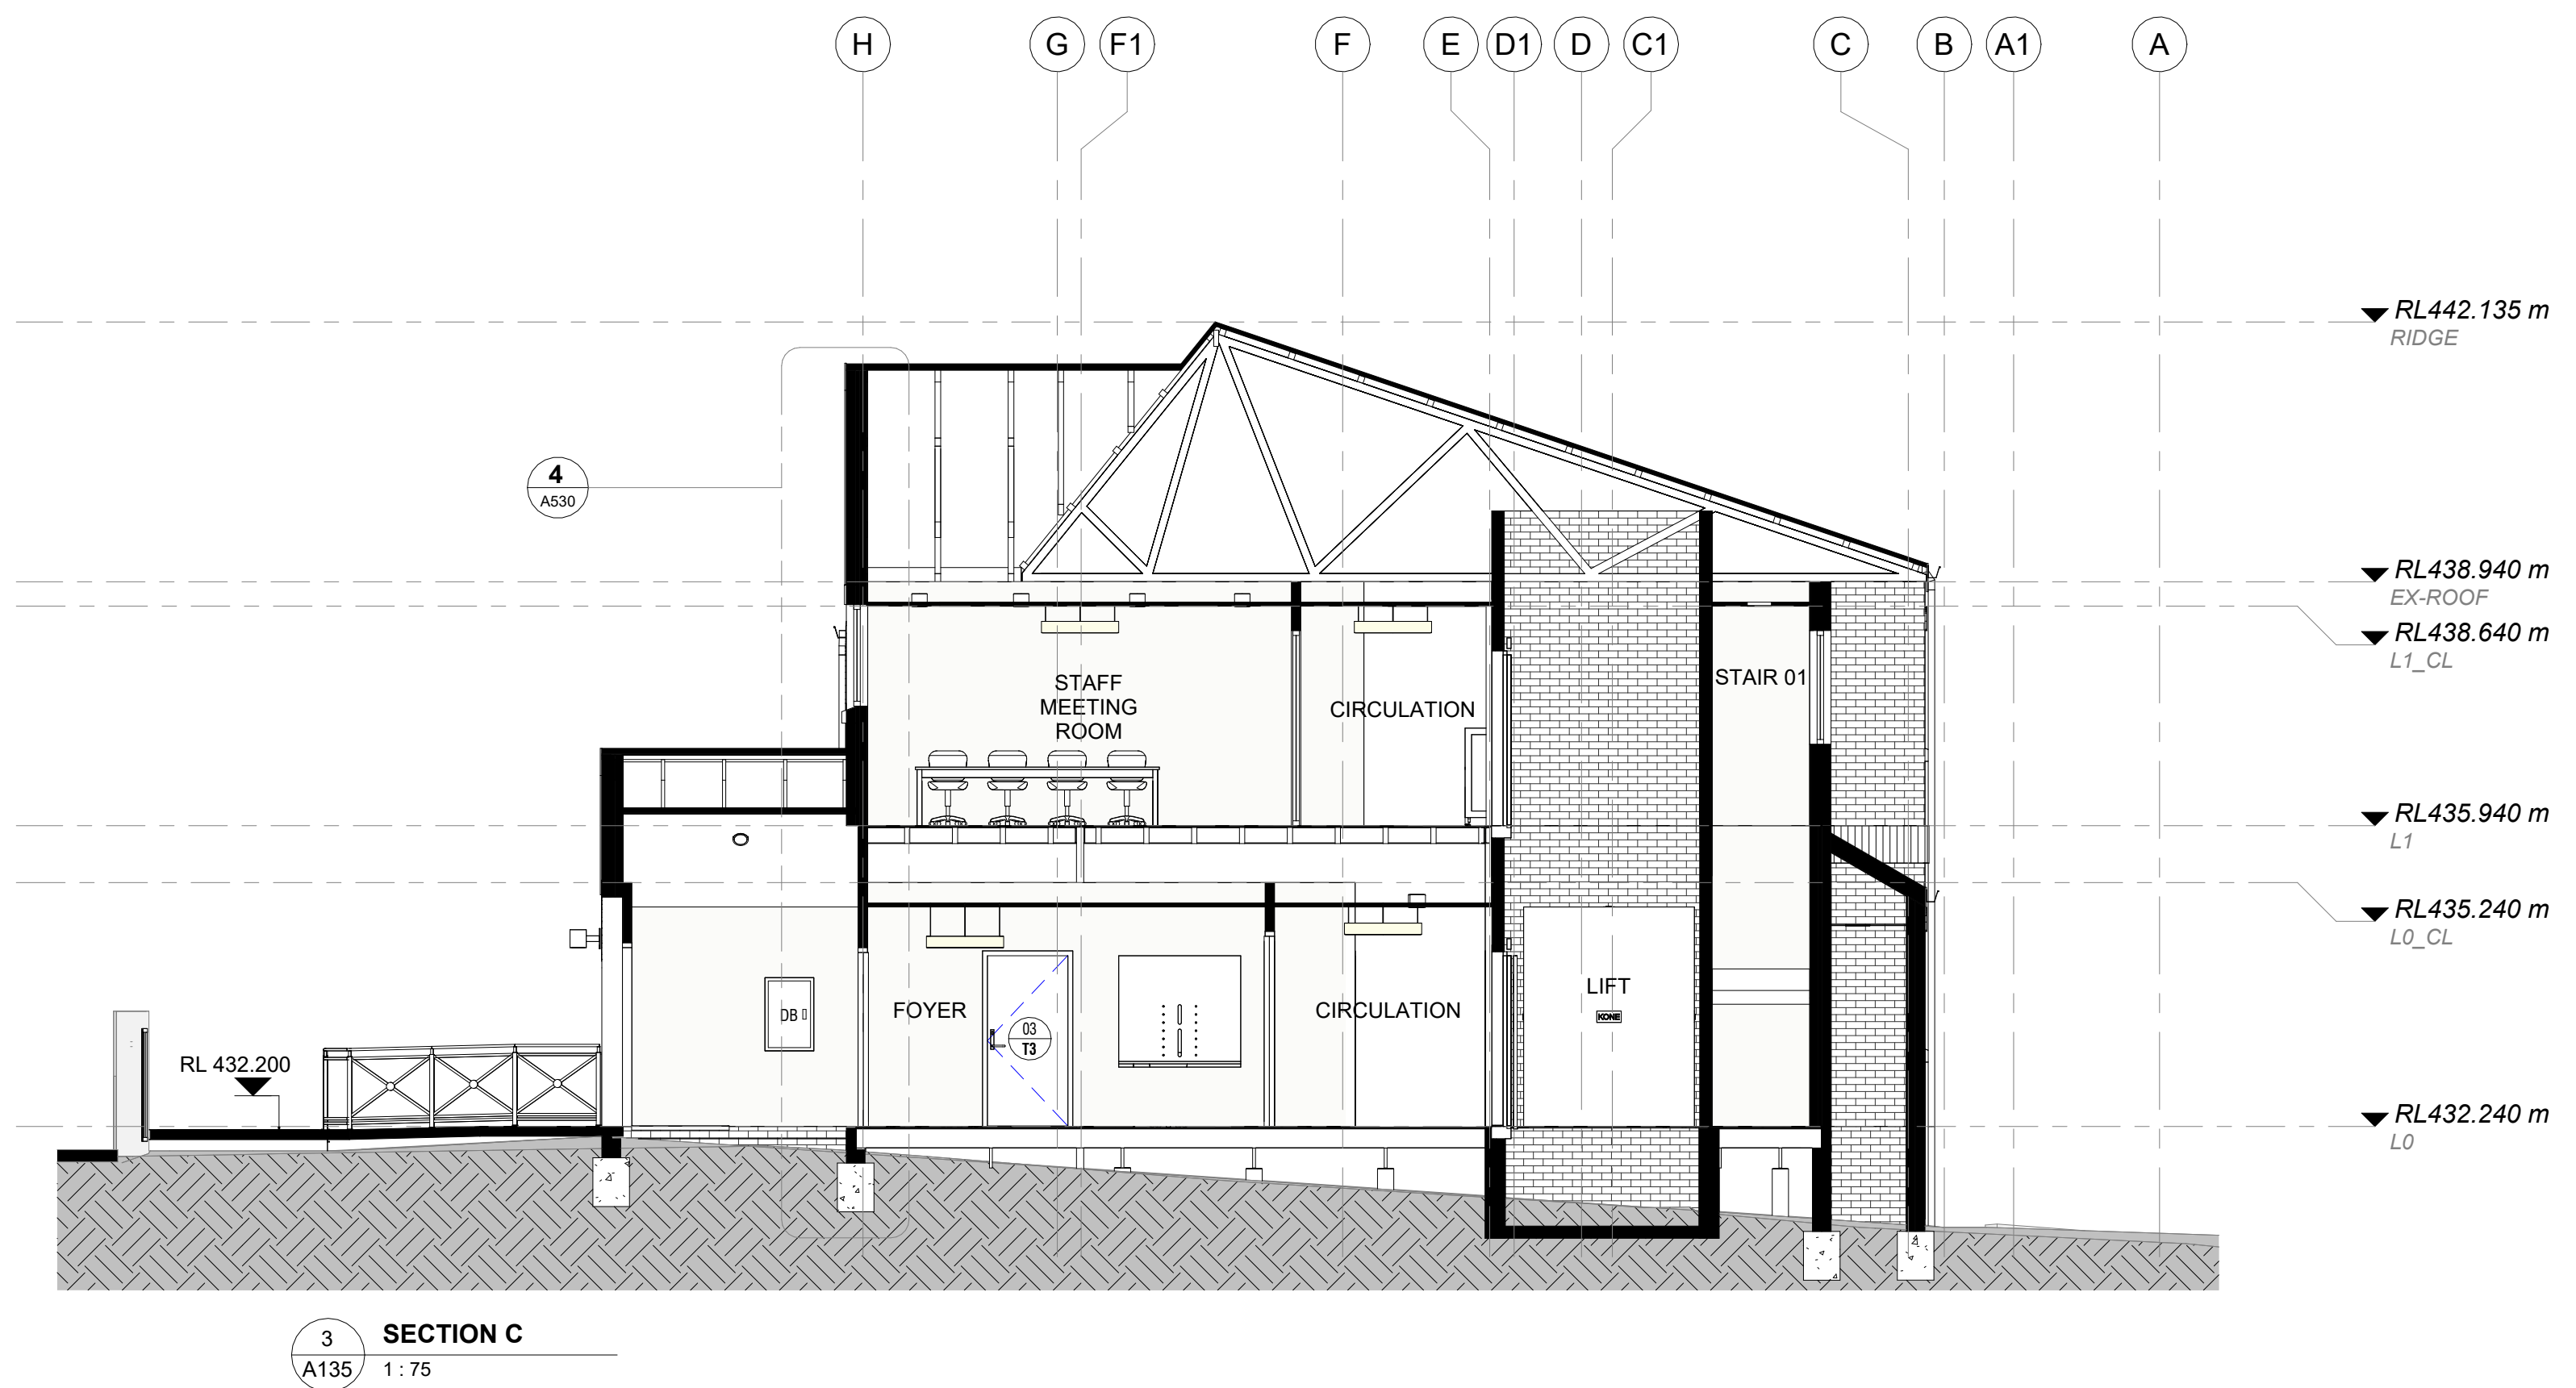 H
G
F1
F
E
D1
D
C1
C
B
A1
A
RL442.135 m
RIDGE
4
A530
RL438.940 m
EX-ROOF
RL438.640 m
L1_CL
STAFF
MEETING
ROOM
CIRCULATION
STAIR 01
RL435.940 m
L1
RL435.240 m
L0_CL
FOYER
DB
03
T3
CIRCULATION
LIFT
KONE
RL 432.200
RL432.240 m
L0
3
A135
SECTION C
1 : 75